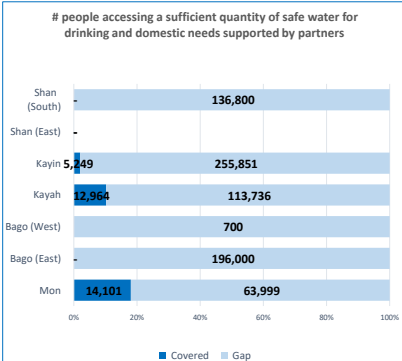 # people accessing a sufficient quantity of safe water for
drinking and domestic needs supported by partners
Shan
(South)
- 136,800
Shan (East) -
Kayin 5,249 255,851
Kayah 12,964 113,736
Bago (West) 700
Bago (East) - 196,000
Mon 14,101 63,999
0% 20% 40% 60% 80% 100%
Covered Gap